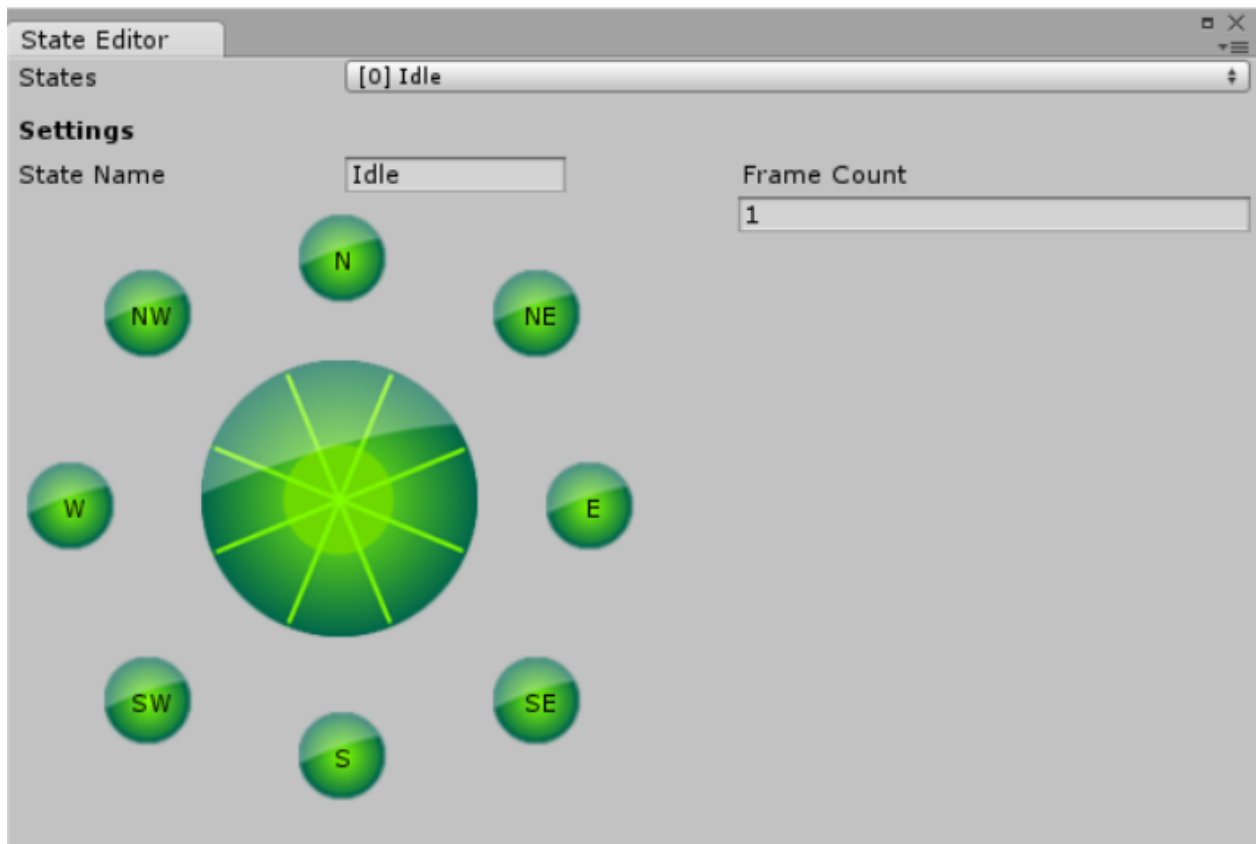 State Editor
States [0] Idle
Settings
State Name Idle Frame Count
1
N
NW NE
W E
SW SE
S